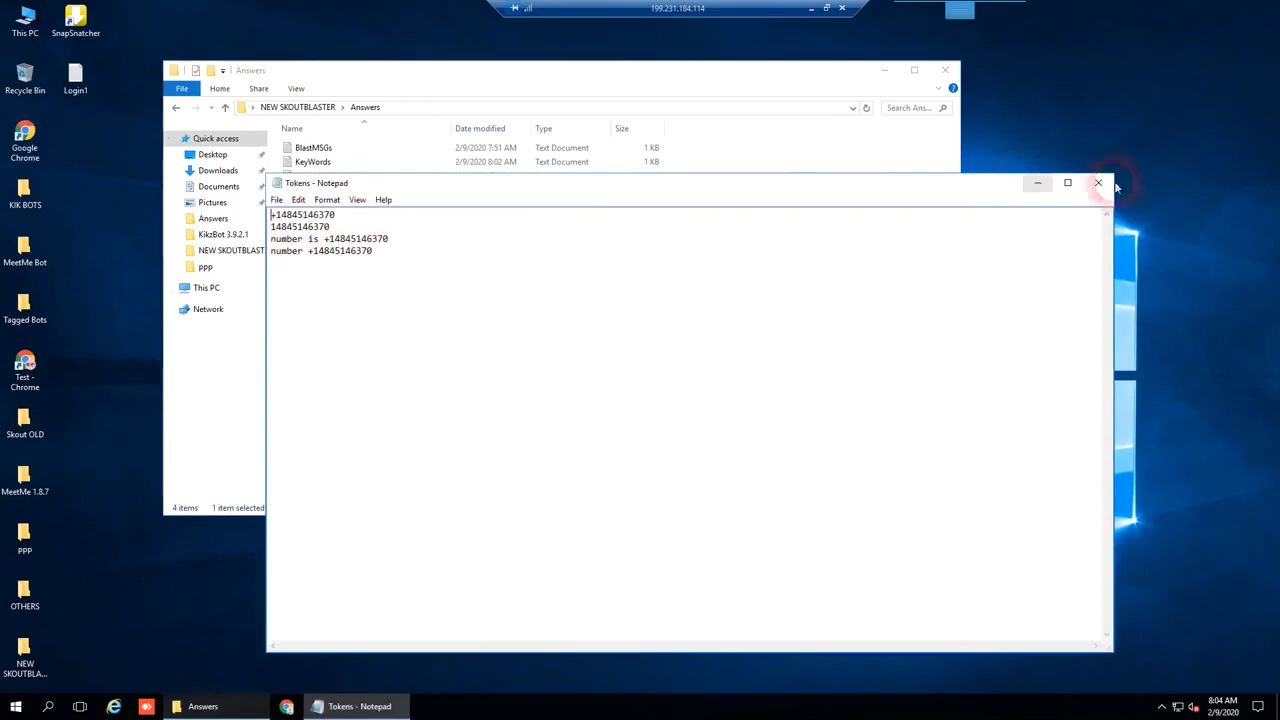 199.231.184.114
This PC
SnapSnatcher
Recycle Bin
Login1
Google
Chrome
KIK BOTS
MeetMe Bot
Tagged Bots
Test -
Chrome
Skout OLD
MeetMe 1.8.7
PPP
OTHERS
NEW
SKOUTBLA...
Answers
File
Home
Share
View
NEW SKOUTBLASTER
Answers
Search Ans...
Quick access
Desktop
Downloads
Documents
Pictures
Answers
KikzBot 3.9.2.1
NEW SKOUTBLAST
ppp
This PC
Network
Name
Date modified
Type
Size
BlastMSGs
2/9/2020 7:51 AM
Text Document
1 KB
KeyWords
2/9/2020 8:02 AM
Text Document
1 KB
4 items
1 item selected
Tokens - Notepad
File
Edit
Format
View
Help
+14845146370
14845146370
number is +14845146370
number +14845146370
Answers
Tokens - Notepad
8:04 AM
2/9/2020